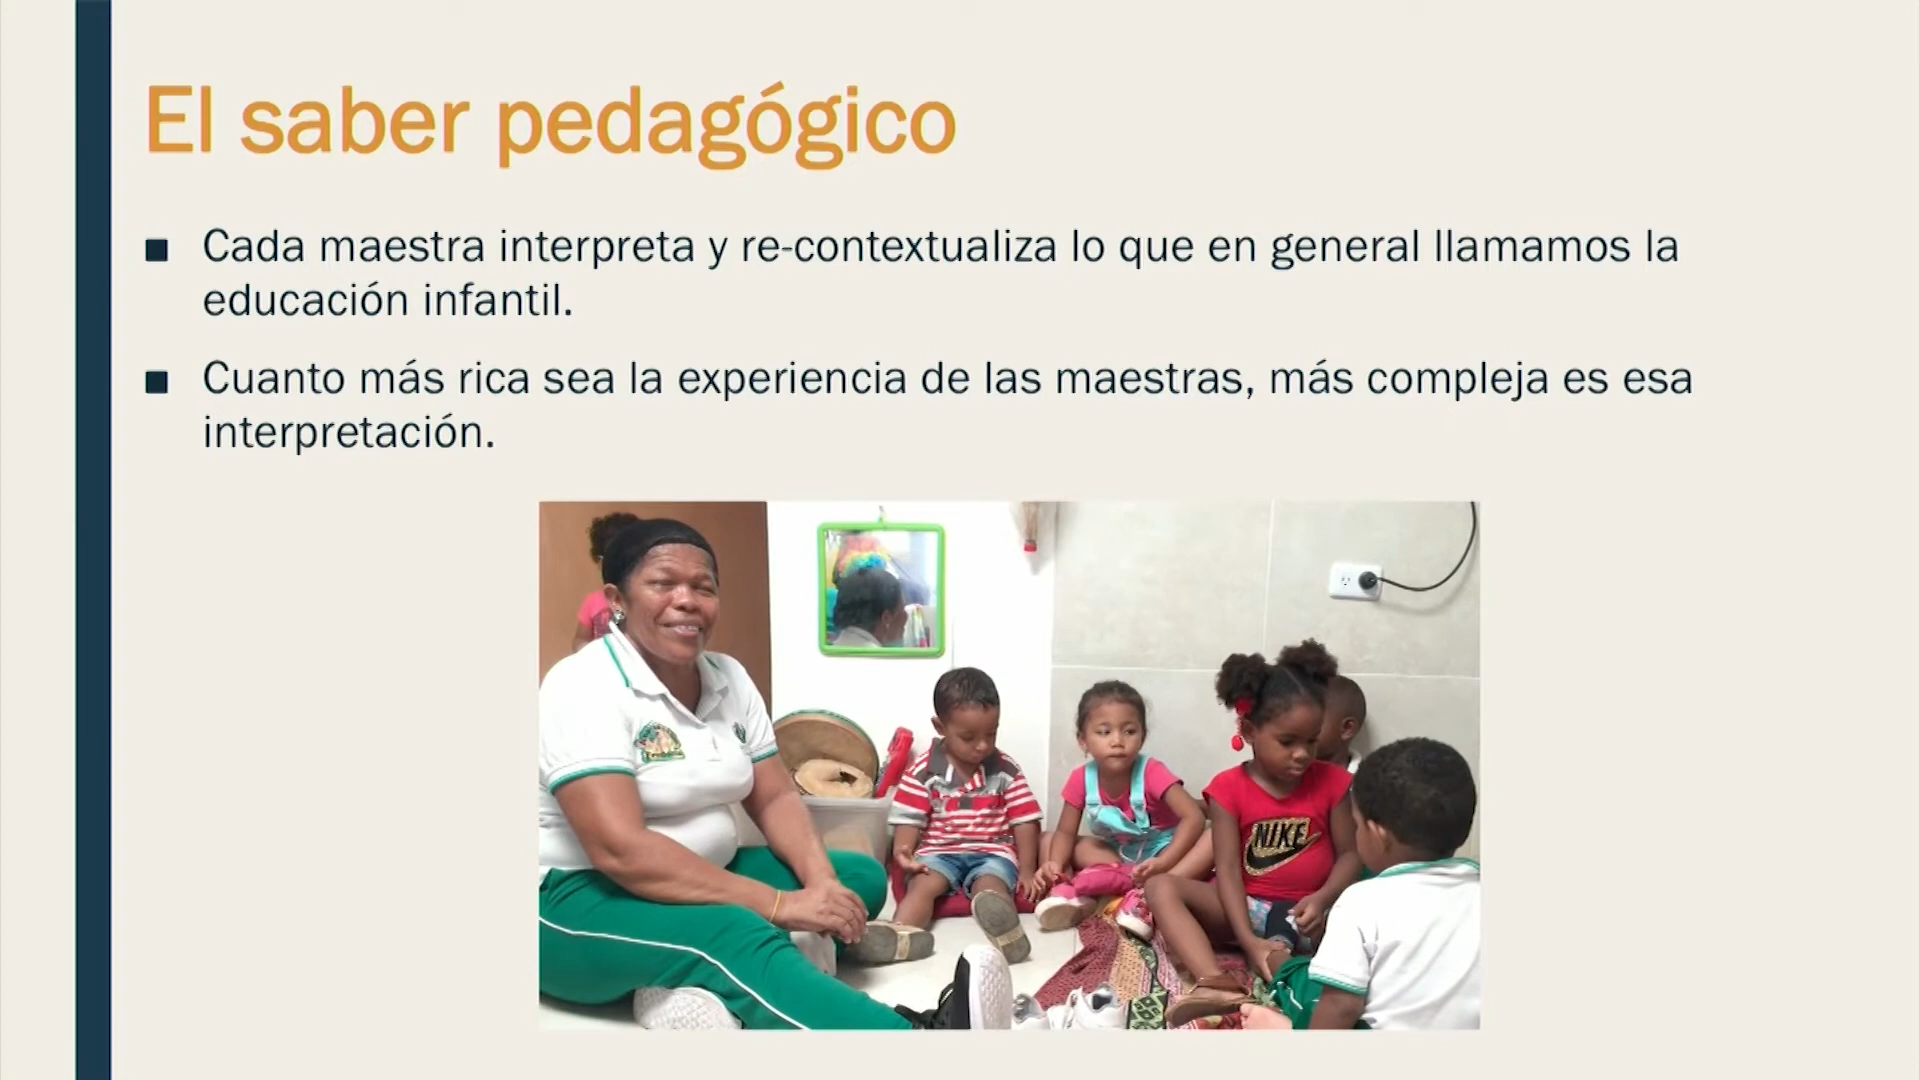 El saber pedagógico
■ Cada maestra interpreta y re-contextualiza lo que en general llamamos la
educación infantil.
■ Cuanto más rica sea la experiencia de las maestras, más compleja es esa
interpretación.
NIKE